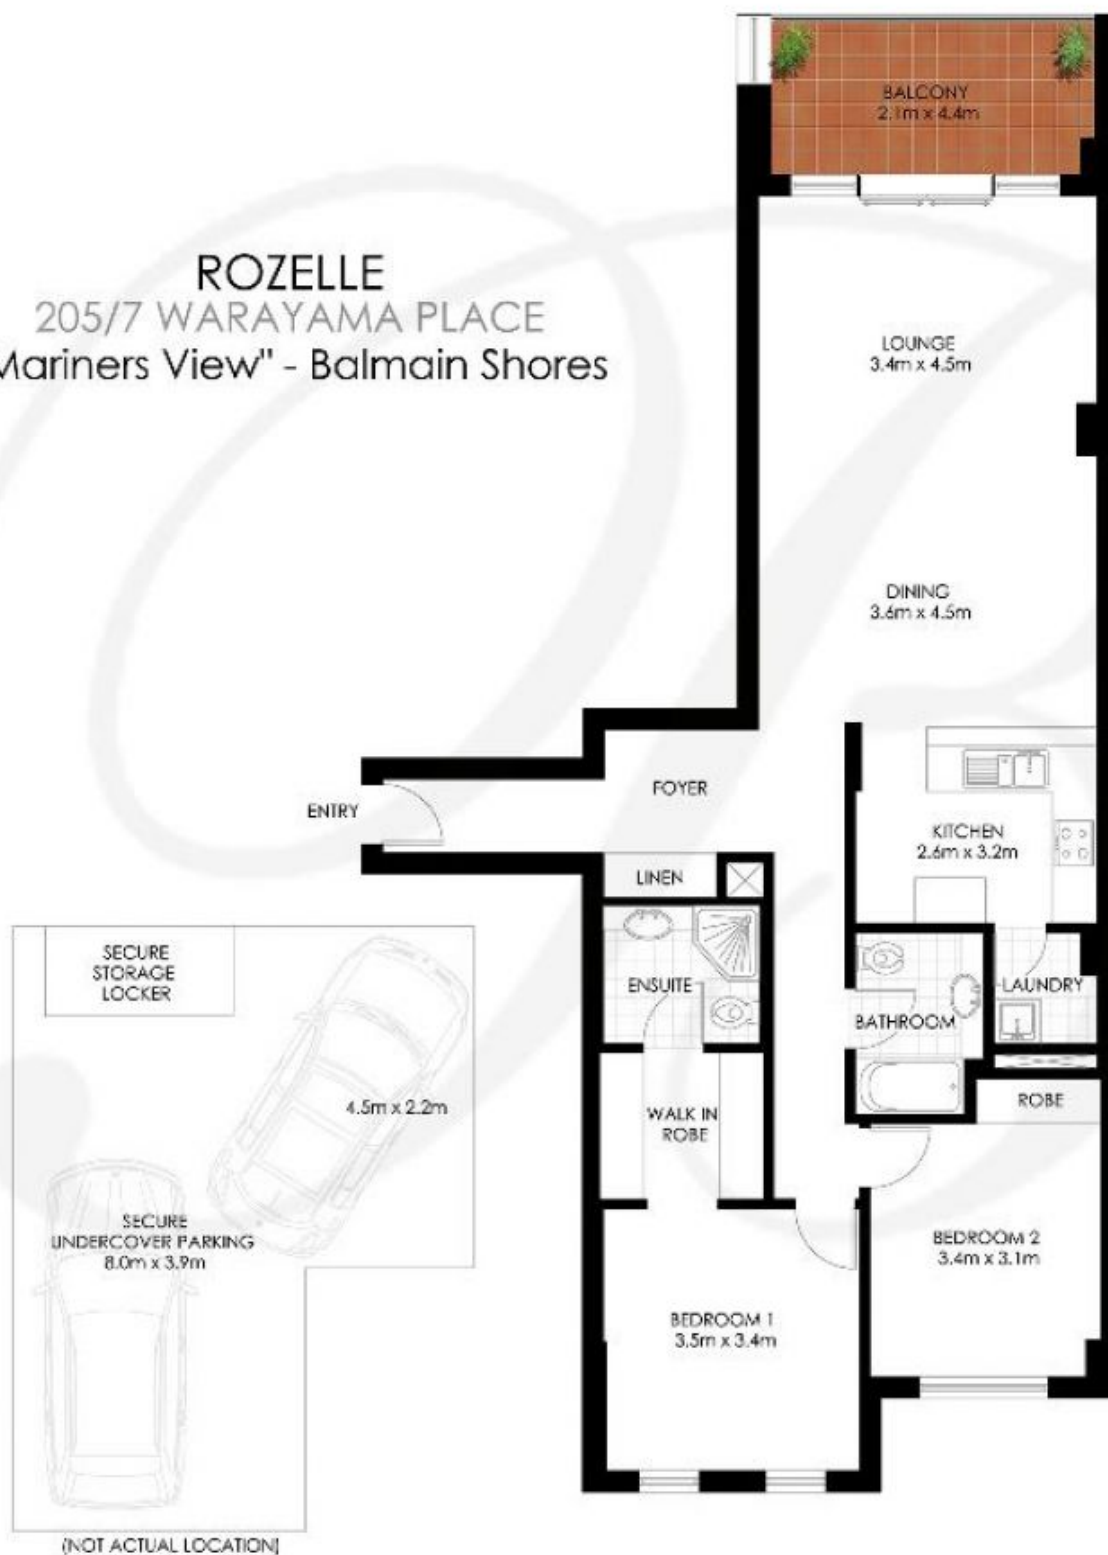 BALCONY
2.1m x 4.4m
ROZELLE
205/7 WARAYAMA PLACE
Mariners View" - Balmain Shores
LOUNGE
3.4m x 4.5m
DINING
3.6m x 4.5m
FOYER
ENTRY
KITCHEN
2.6m x 3.2m
LINEN
SECURE
STORAGE
LOCKER
ENSUITE
LAUNDRY
BATHROOM
4.5m x 2.2m
WALK IN
ROBE
ROBE
SECURE
UNDERCOVER PARKING
8.0m x 3.9m
BEDROOM 2
3.4m x 3.1m
BEDROOM 1
3.5m x 3.4m
(NOT ACTUAL LOCATION)